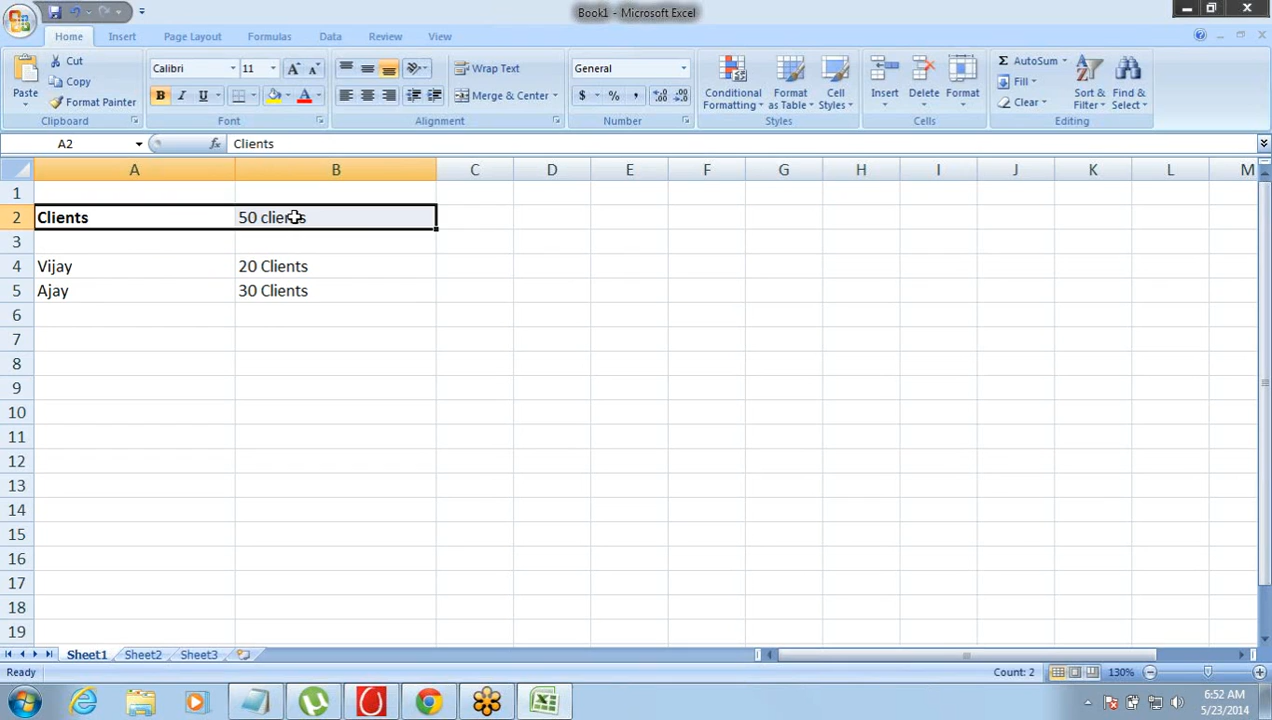 Book1 - Microsoft Excel
Home Insert Page Layout Formulas Data Review View
Paste
Cut
Copy
Format Painter
Clipboard
Calibri 11
B I U
Font
Wrap Text
Merge & Center
Alignment
General
$ % ,
Number
Conditional Formatting
Format as Table
Cell Styles
Styles
Insert Delete Format
Cells
AutoSum
Fill
Clear
Sort & Filter
Find & Select
Editing
A2 fx Clients
A B C D E F G H I J K L M
1
2 Clients 50 clients
3
4 Vijay 20 Clients
5 Ajay 30 Clients
6
7
8
9
10
11
12
13
14
15
16
17
18
19
Sheet1 Sheet2 Sheet3
Ready Count: 2 130%
6:52 AM
5/23/2014